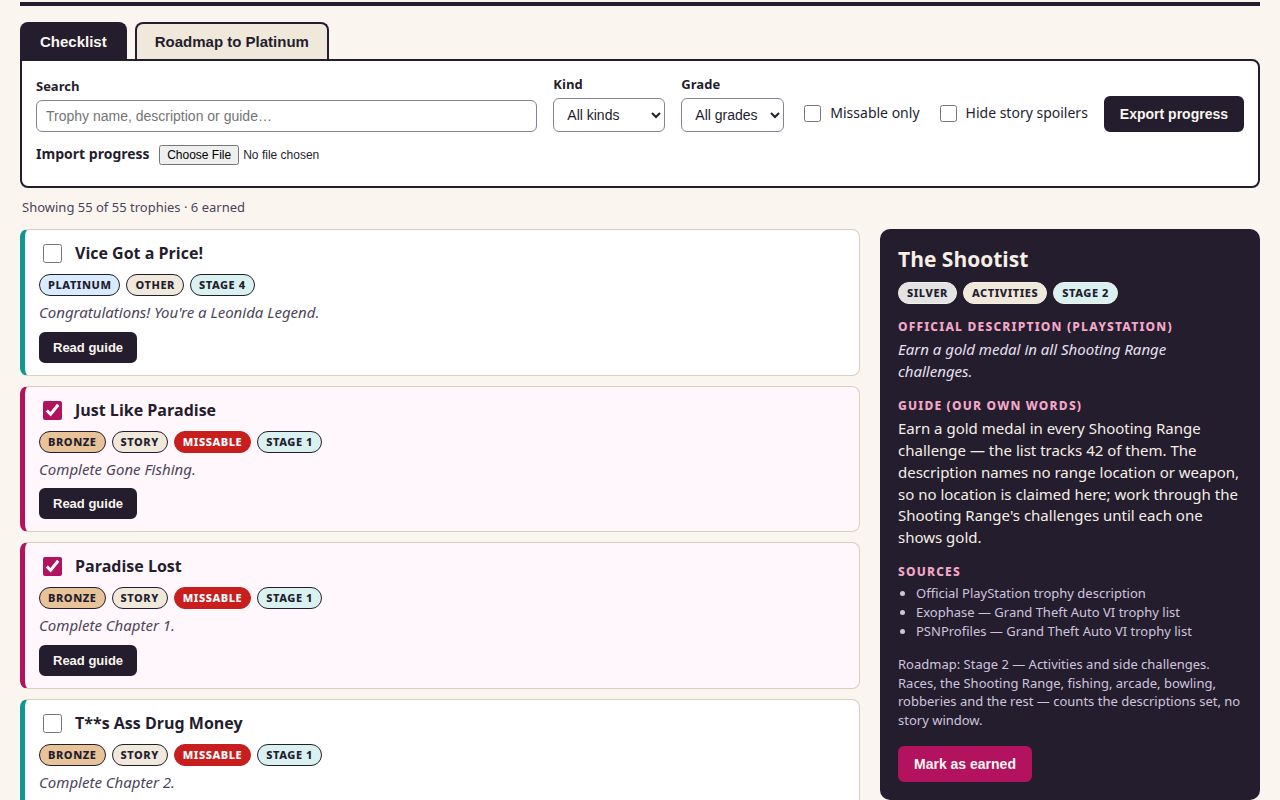 Checklist
Roadmap to Platinum
Search
Kind
Grade
Trophy name, description or guide…
All kinds
All grades
Missable only
Hide story spoilers
Export progress
Import progress
Choose File No file chosen
Showing 55 of 55 trophies · 6 earned
Vice Got a Price!
PLATINUM OTHER STAGE 4
Congratulations! You're a Leonida Legend.
Read guide
Just Like Paradise
BRONZE STORY MISSABLE STAGE 1
Complete Gone Fishing.
Read guide
Paradise Lost
BRONZE STORY MISSABLE STAGE 1
Complete Chapter 1.
Read guide
T**s Ass Drug Money
BRONZE STORY MISSABLE STAGE 1
Complete Chapter 2.
The Shootist
SILVER ACTIVITIES STAGE 2
OFFICIAL DESCRIPTION (PLAYSTATION)
Earn a gold medal in all Shooting Range
challenges.
GUIDE (OUR OWN WORDS)
Earn a gold medal in every Shooting Range
challenge — the list tracks 42 of them. The
description names no range location or weapon,
so no location is claimed here; work through the
Shooting Range's challenges until each one
shows gold.
SOURCES
Official PlayStation trophy description
Exophase — Grand Theft Auto VI trophy list
PSNProfiles — Grand Theft Auto VI trophy list
Roadmap: Stage 2 — Activities and side challenges.
Races, the Shooting Range, fishing, arcade, bowling,
robberies and the rest — counts the descriptions set, no
story window.
Mark as earned